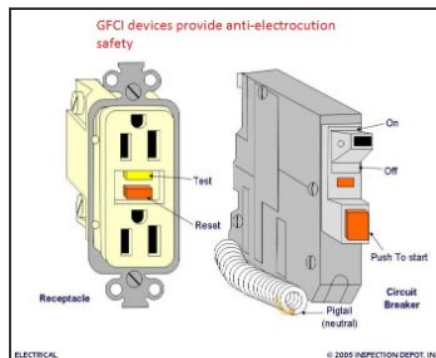 GFCI devices provide anti-electrocution
safety
On
Test
Off
Reset
Push To start
Receptacle
Pigtail
(neutral)
Circuit
Breaker
ELECTRICAL
© 2005 INSPECTION DEPOT, IN